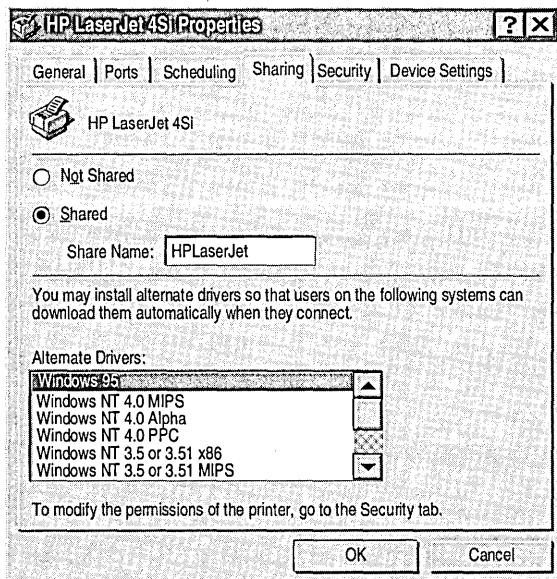 HP LaserJet 4Si Properties
General Ports Scheduling Sharing Security Device Settings
HP LaserJet 4Si
Not Shared
Shared
Share Name: HPLaserJet
You may install alternate drivers so that users on the following systems can
download them automatically when they connect.
Alternate Drivers:
Windows 95
Windows NT 4.0 MIPS
Windows NT 4.0 Alpha
Windows NT 4.0 PPC
Windows NT 3.5 or 3.51 x86
Windows NT 3.5 or 3.51 MIPS
To modify the permissions of the printer, go to the Security tab.
OK Cancel